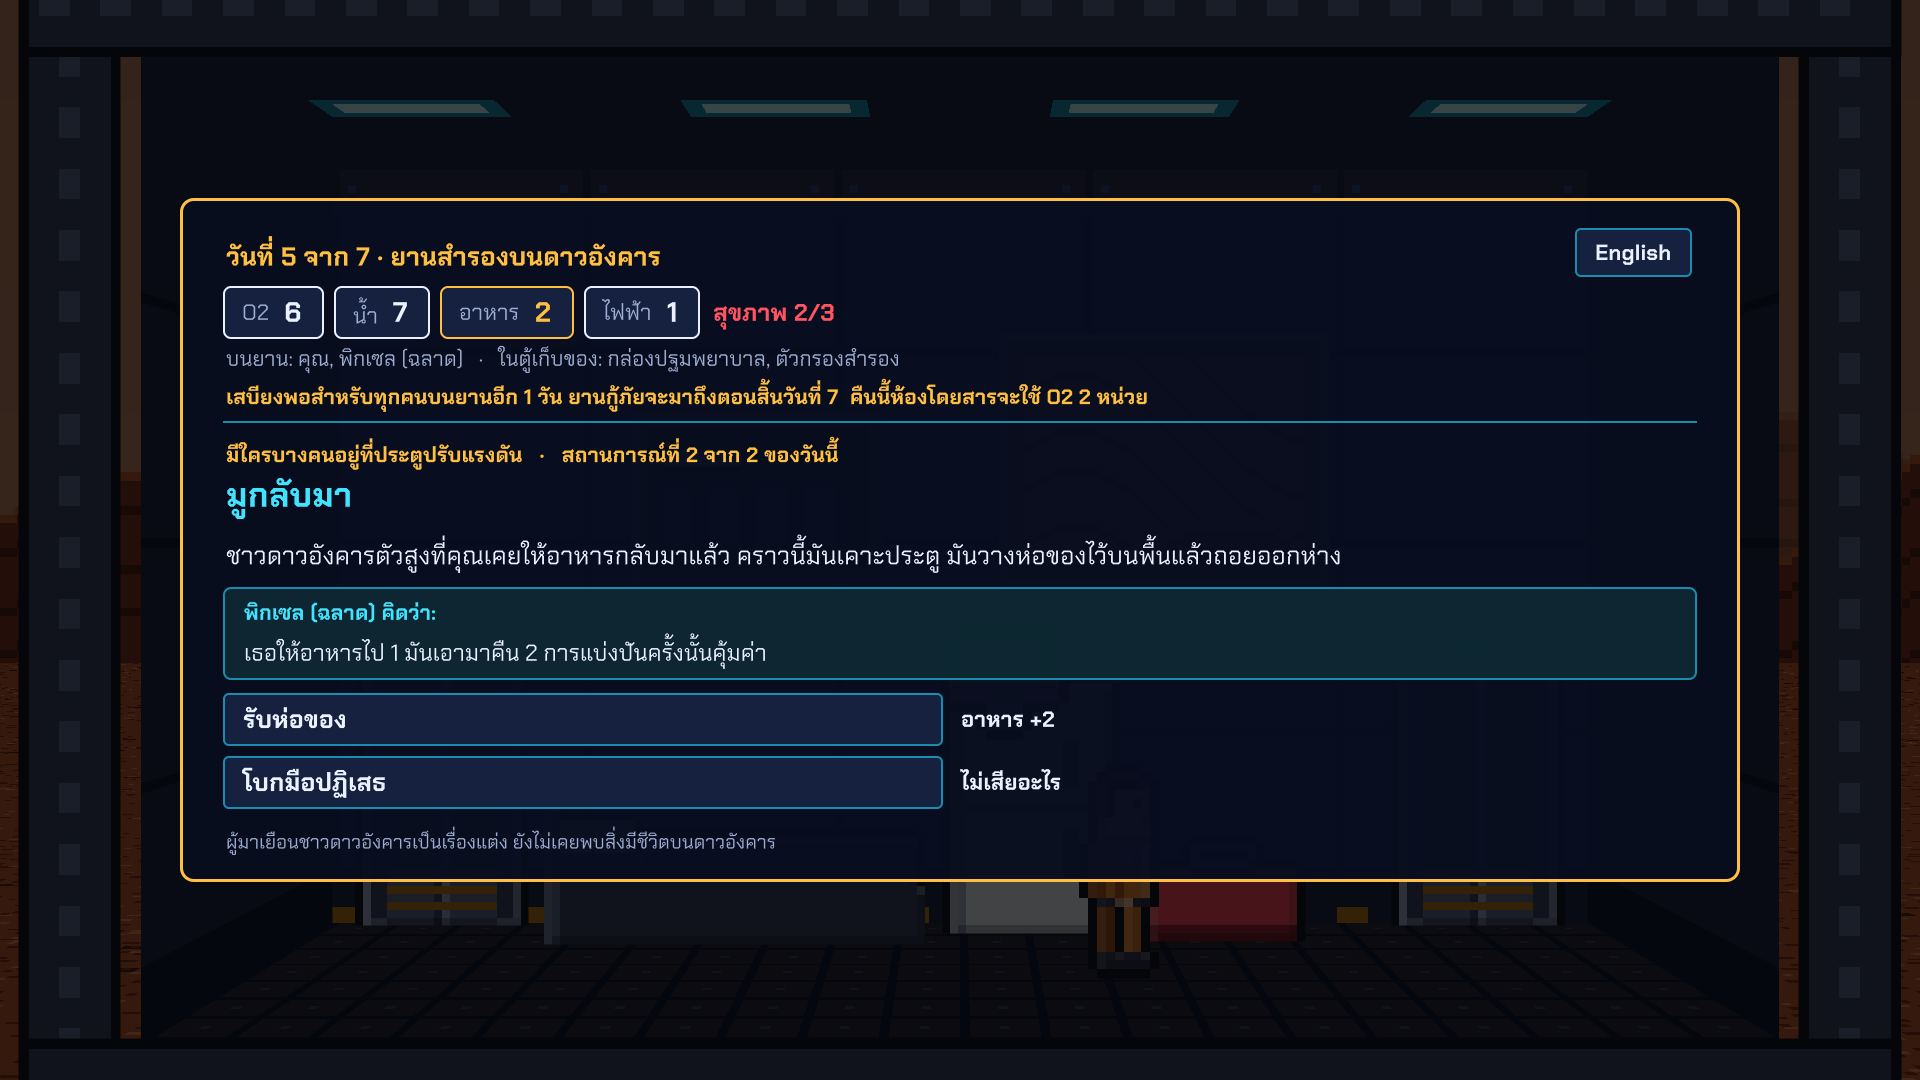 วันที่ 5 จาก 7 · ยานสำรองบนดาวอังคาร
English
O2 6 น้ำ 7 อาหาร 2 ไฟฟ้า 1 สุขภาพ 2/3
บนยาน: คุณ, พิกเซล (ฉลาด) · ในตู้เก็บของ: กล่องปฐมพยาบาล, ตัวกรองสำรอง
เสบียงพอสำหรับทุกคนบนยานอีก 1 วัน ยานกู้ภัยจะมาถึงตอนสิ้นวันที่ 7 คืนนี้ห้องโดยสารจะใช้ O2 2 หน่วย
มีใครบางคนอยู่ที่ประตูปรับแรงดัน · สถานการณ์ที่ 2 จาก 2 ของวันนี้
มูกลับมา
ชาวดาวอังคารตัวสูงที่คุณเคยให้อาหารกลับมาแล้ว คราวนี้มันเคาะประตู มันวางห่อของไว้บนพื้นแล้วถอยออกห่าง
พิกเซล (ฉลาด) คิดว่า:
เธอให้อาหารไป 1 มันเอามาคืน 2 การแบ่งปันครั้งนั้นคุ้มค่า
รับห่อของ อาหาร +2
โบกมือปฏิเสธ ไม่เสียอะไร
ผู้มาเยือนชาวดาวอังคารเป็นเรื่องแต่ง ยังไม่เคยพบสิ่งมีชีวิตบนดาวอังคาร